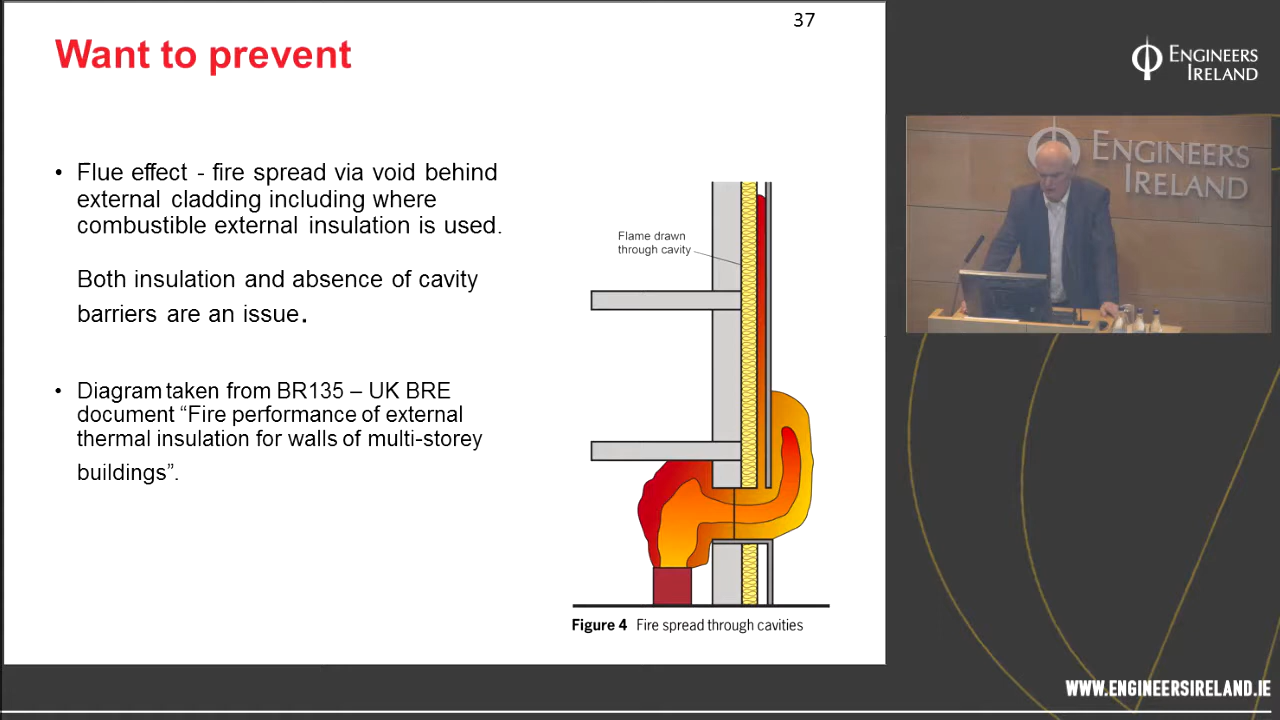 37
Want to prevent
• Flue effect - fire spread via void behind
external cladding including where
combustible external insulation is used.
Both insulation and absence of cavity
barriers are an issue.
• Diagram taken from BR135 – UK BRE
document “Fire performance of external
thermal insulation for walls of multi-storey
buildings”.
Flame drawn
through cavity
Figure 4 Fire spread through cavities
ENGINEERS
IRELAND
ENGINEERS
IRELAND
WWW.ENGINEERSIRELAND.IE